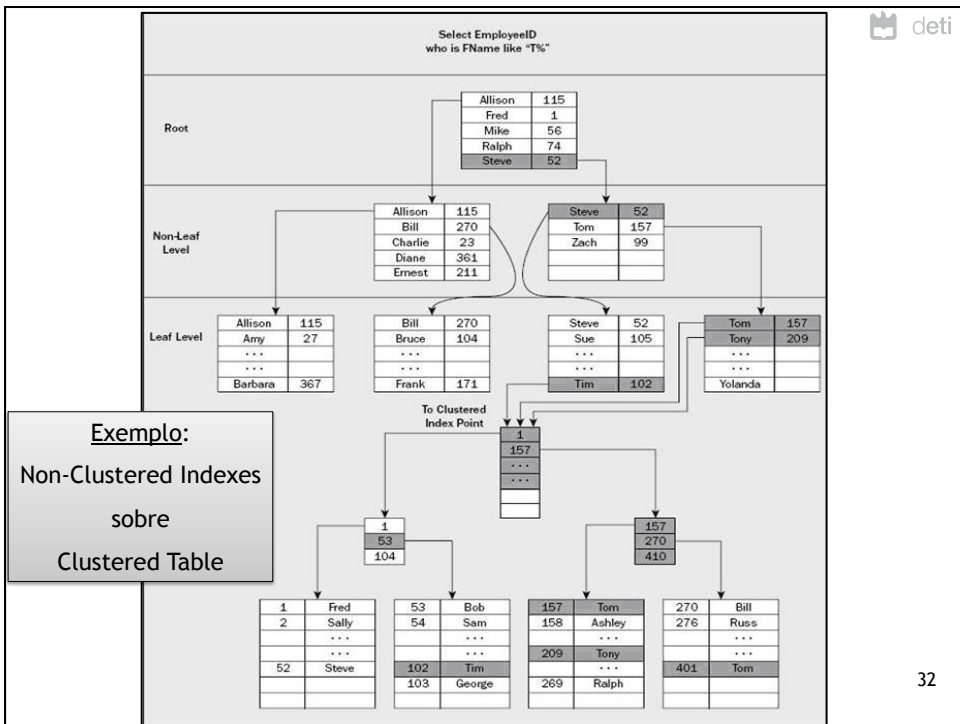 deti
Select EmployeeID
who is FName like "T%"
Root
Allison 115
Fred 1
Mike 56
Ralph 74
Steve 52
Non-Leaf
Level
Allison 115
Bill 270
Charlie 23
Diane 361
Ernest 211
Steve 52
Tom 157
Zach 99
Leaf Level
Allison 115
Amy 27
...
...
Barbara 367
Bill 270
Bruce 104
...
...
Frank 171
Steve 52
Sue 105
...
...
Tim 102
Tom 157
Tony 209
...
...
Yolanda
To Clustered
Index Point
1
157
...
...
Exemplo:
Non-Clustered Indexes
sobre
Clustered Table
1
53
104
157
270
410
1 Fred
2 Sally
...
...
52 Steve
53 Bob
54 Sam
...
...
102 Tim
103 George
157 Tom
158 Ashley
...
209 Tony
...
269 Ralph
270 Bill
276 Russ
...
...
401 Tom
32